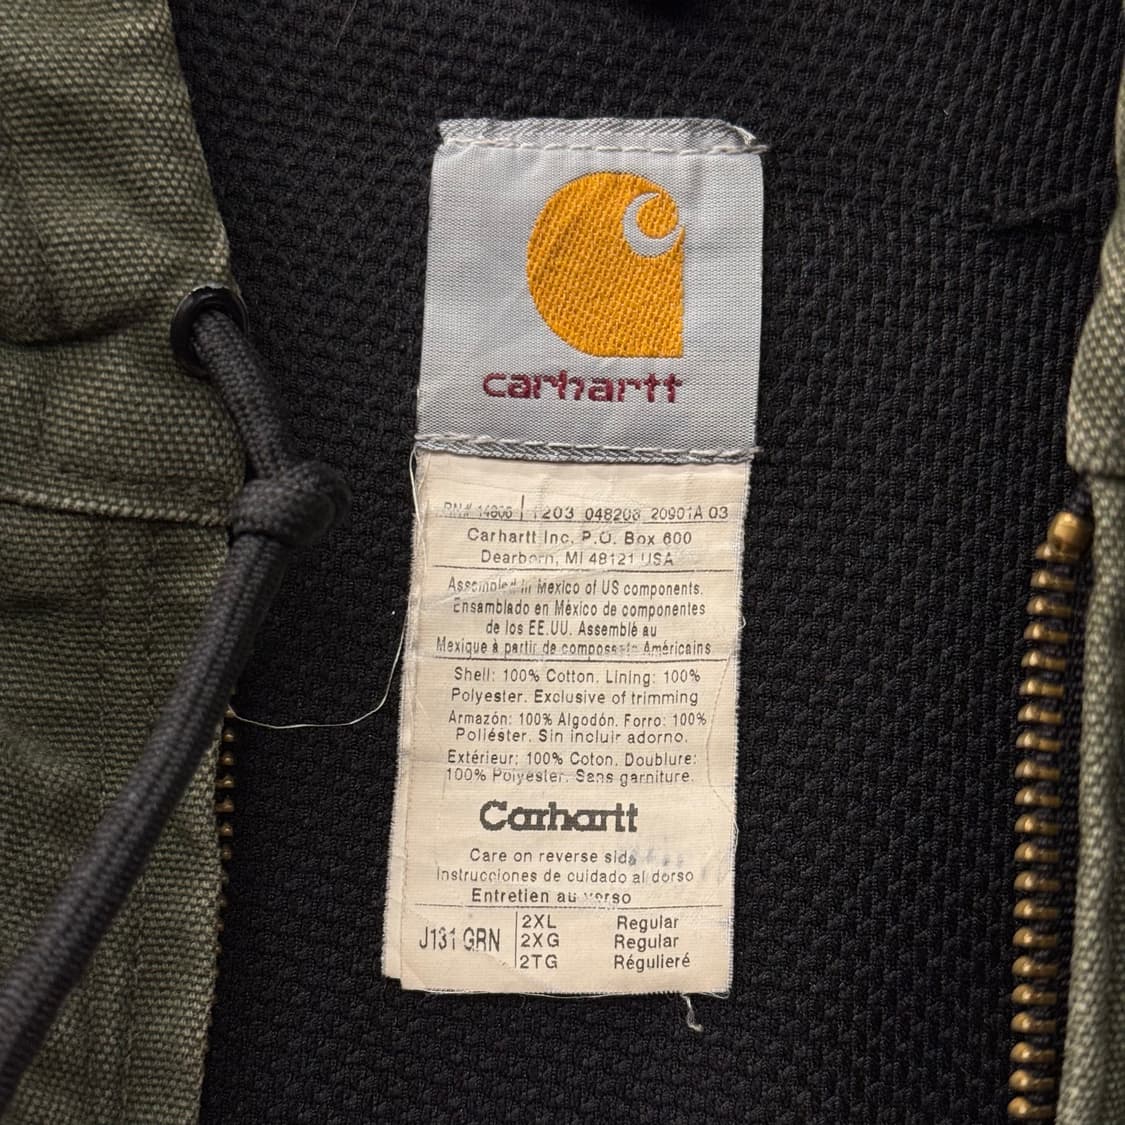 carhartt
RN# 14806 1203 048208 20901A 03
Carhartt Inc. P.O. Box 600
Dearborn, MI 48121 USA
Assembled in Mexico of US components.
Ensamblado en México de componentes
de los EE.UU. Assemblé au
Mexique à partir de Américains
Shell: 100% Cotton. Lining: 100%
Polyester. Exclusive of trimming
Armazón: 100% Algodón. Forro: 100%
Poliéster. Sin incluir adorno.
Extérieur: 100% Coton. Doublure:
100% Polyester. Sans garniture.
Carhartt
Care on reverse side
Instrucciones de cuidado al dorso
Entretien au verso
J131 GRN 2XL Regular
2XG Regular
2TG Régulieré